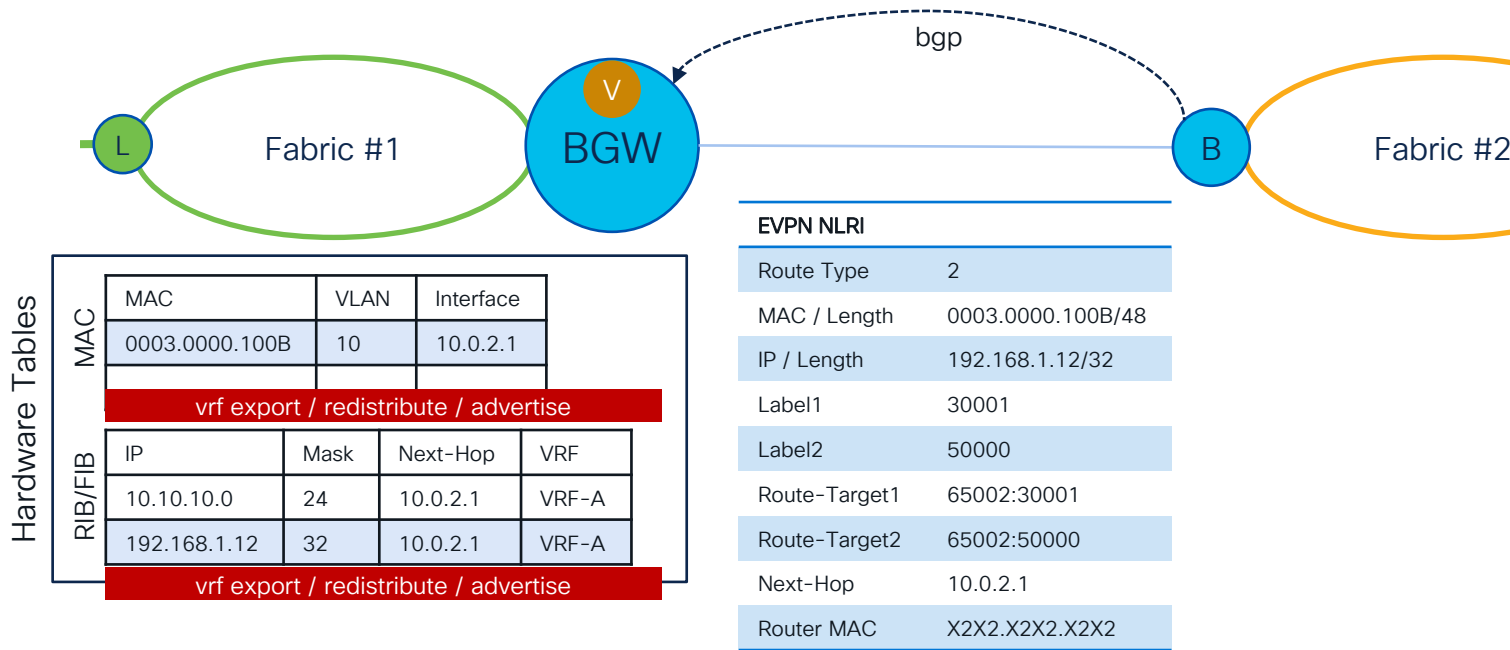 bgp
V
L
Fabric #1
BGW
B
Fabric #2
Hardware Tables
MAC
MAC VLAN Interface
0003.0000.100B 10 10.0.2.1
vrf export / redistribute / advertise
RIB/FIB
IP Mask Next-Hop VRF
10.10.10.0 24 10.0.2.1 VRF-A
192.168.1.12 32 10.0.2.1 VRF-A
vrf export / redistribute / advertise
EVPN NLRI
Route Type 2
MAC / Length 0003.0000.100B/48
IP / Length 192.168.1.12/32
Label1 30001
Label2 50000
Route-Target1 65002:30001
Route-Target2 65002:50000
Next-Hop 10.0.2.1
Router MAC X2X2.X2X2.X2X2